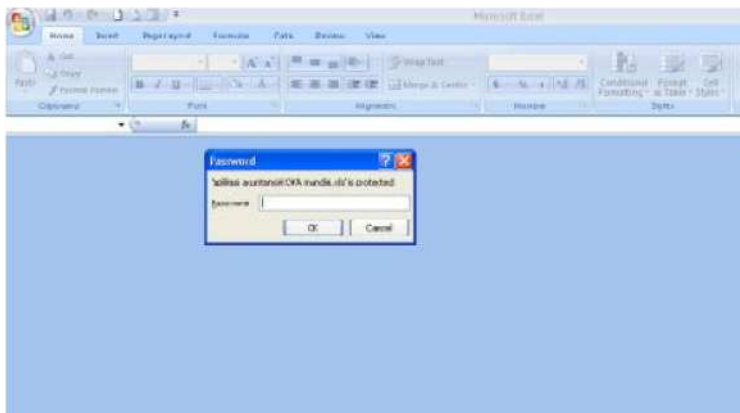 Microsoft Excel
Home Insert Page Layout Formulas Data Review View
Cut
Copy
Format Painter
Paste
Wrap Text
Merge & Center
Conditional Formatting
Format as Table
Cell Styles
Clipboard Font Alignment Number Styles
Password
is protected.
Password:
OK Cancel